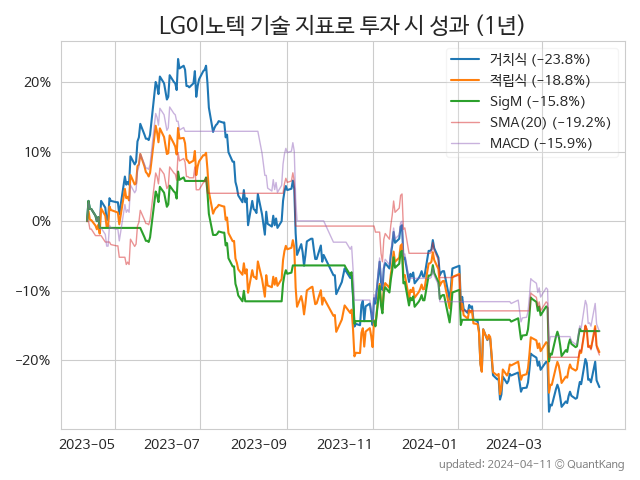 LG이노텍 기술 지표로 투자 시 성과 (1년)
거치식 (−23.8%)
적립식 (−18.8%)
SigM (−15.8%)
SMA(20) (−19.2%)
MACD (−15.9%)
20%
10%
0%
−10%
−20%
2023-05 2023-07 2023-09 2023-11 2024-01 2024-03
updated: 2024-04-11 © QuantKang